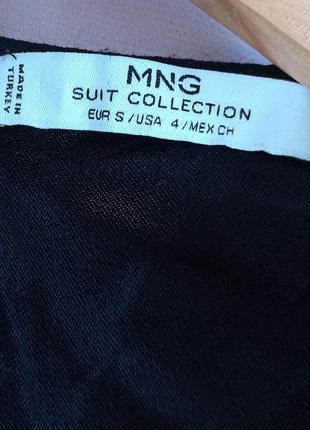 MNG
SUIT COLLECTION
EUR S / USA 4 / MEX CH
MADE IN
TURKEY